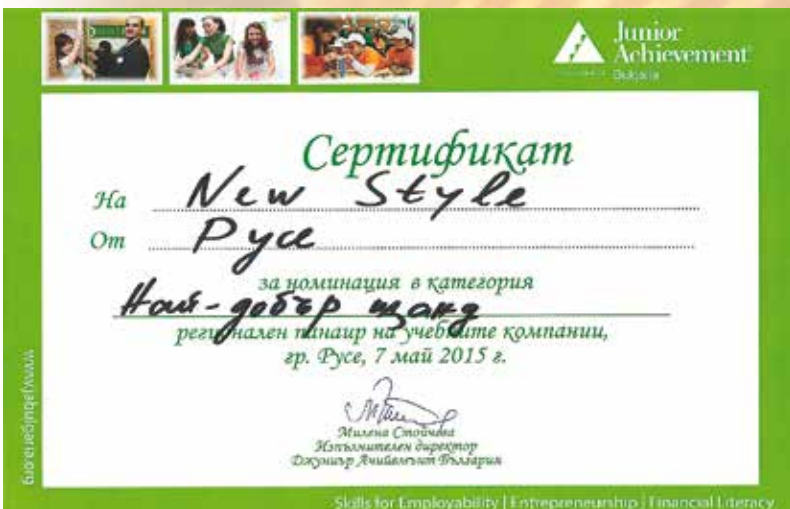 Junior
Achievement
Bulgaria
Сертификат
На New Style
От Русе
за номинация в категория
Най-добър щанд
регионален панаир на учебните компании,
гр. Русе, 7 май 2015 г.
Милена Стойчева
Изпълнителен директор
Джуниър Ачийвмънт България
www.jabulgaria.org
Skills for Employability | Entrepreneurship | Financial Literacy